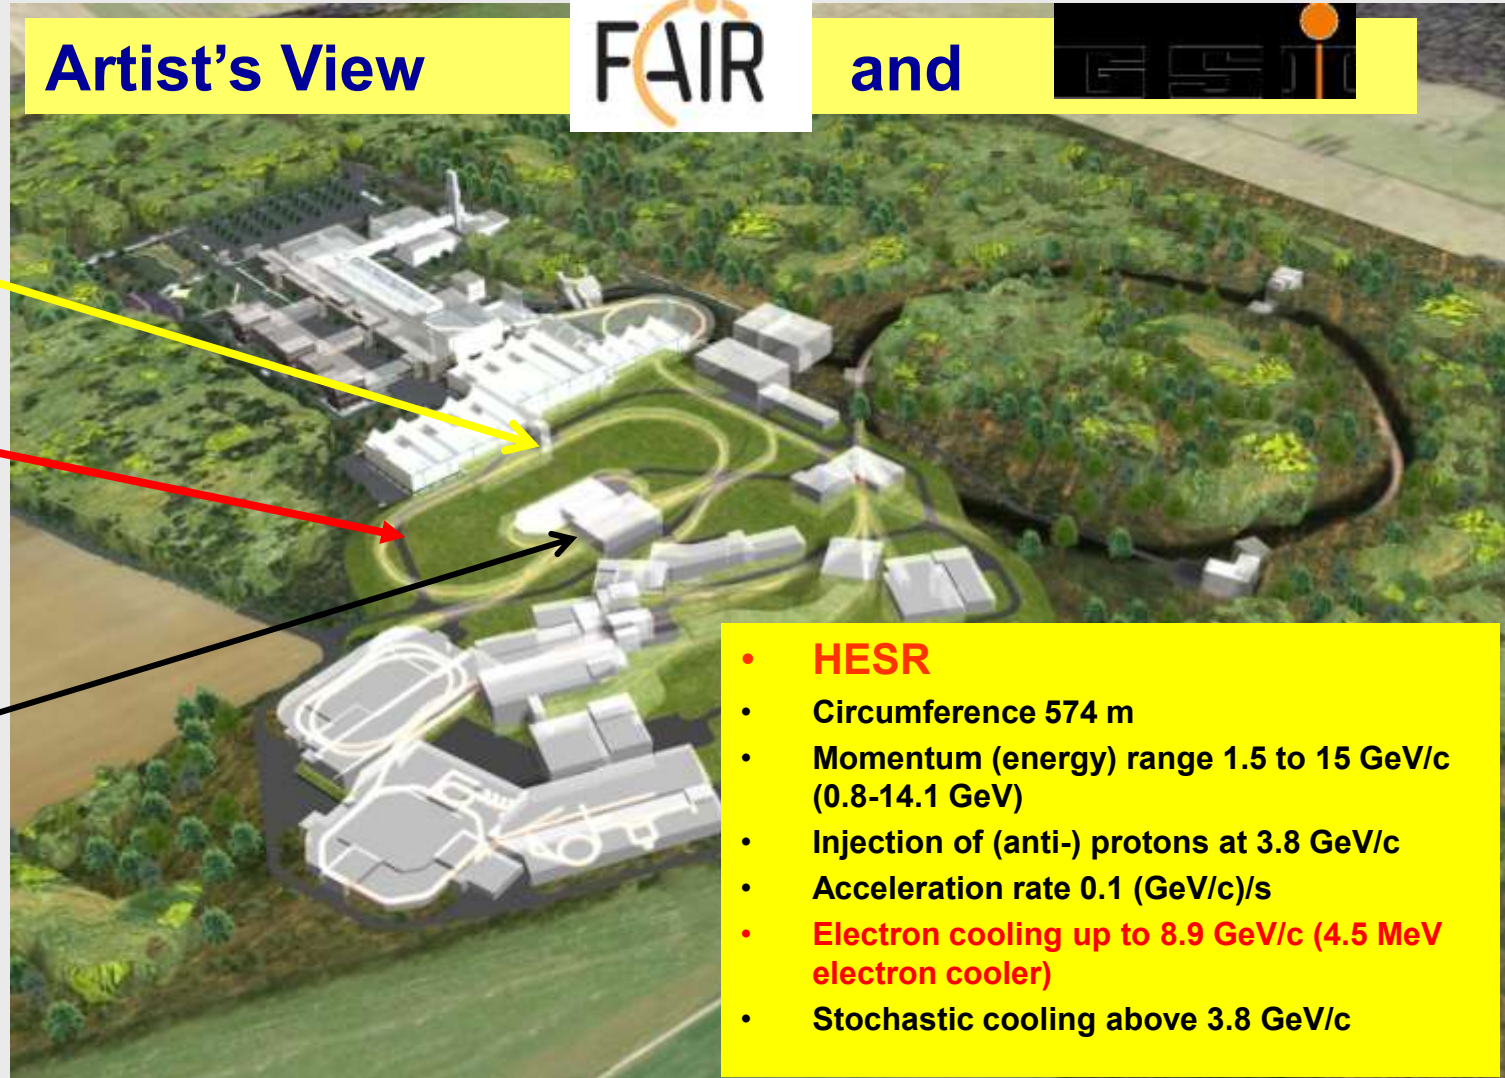 Artist's View FAIR and GSI
• HESR
• Circumference 574 m
• Momentum (energy) range 1.5 to 15 GeV/c
(0.8-14.1 GeV)
• Injection of (anti-) protons at 3.8 GeV/c
• Acceleration rate 0.1 (GeV/c)/s
• Electron cooling up to 8.9 GeV/c (4.5 MeV
electron cooler)
• Stochastic cooling above 3.8 GeV/c